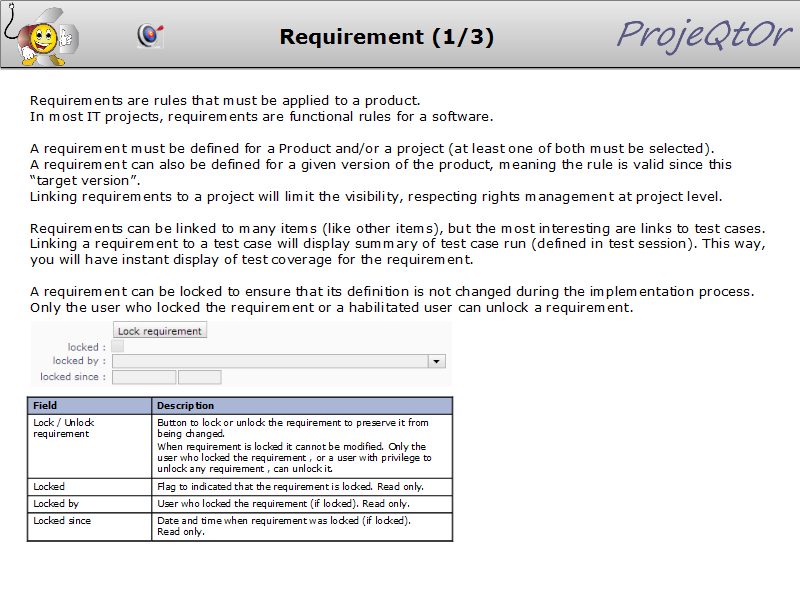 Requirement (1/3)
ProjeQtOr
Requirements are rules that must be applied to a product.
In most IT projects, requirements are functional rules for a software.
A requirement must be defined for a Product and/or a project (at least one of both must be selected).
A requirement can also be defined for a given version of the product, meaning the rule is valid since this
“target version”.
Linking requirements to a project will limit the visibility, respecting rights management at project level.
Requirements can be linked to many items (like other items), but the most interesting are links to test cases.
Linking a requirement to a test case will display summary of test case run (defined in test session). This way,
you will have instant display of test coverage for the requirement.
A requirement can be locked to ensure that its definition is not changed during the implementation process.
Only the user who locked the requirement or a habilitated user can unlock a requirement.
Lock requirement
locked :
locked by :
locked since :
Field Description
Lock / Unlock
requirement
Button to lock or unlock the requirement to preserve it from
being changed.
When requirement is locked it cannot be modified. Only the
user who locked the requirement , or a user with privilege to
unlock any requirement , can unlock it.
Locked Flag to indicated that the requirement is locked. Read only.
Locked by User who locked the requirement (if locked). Read only.
Locked since Date and time when requirement was locked (if locked).
Read only.